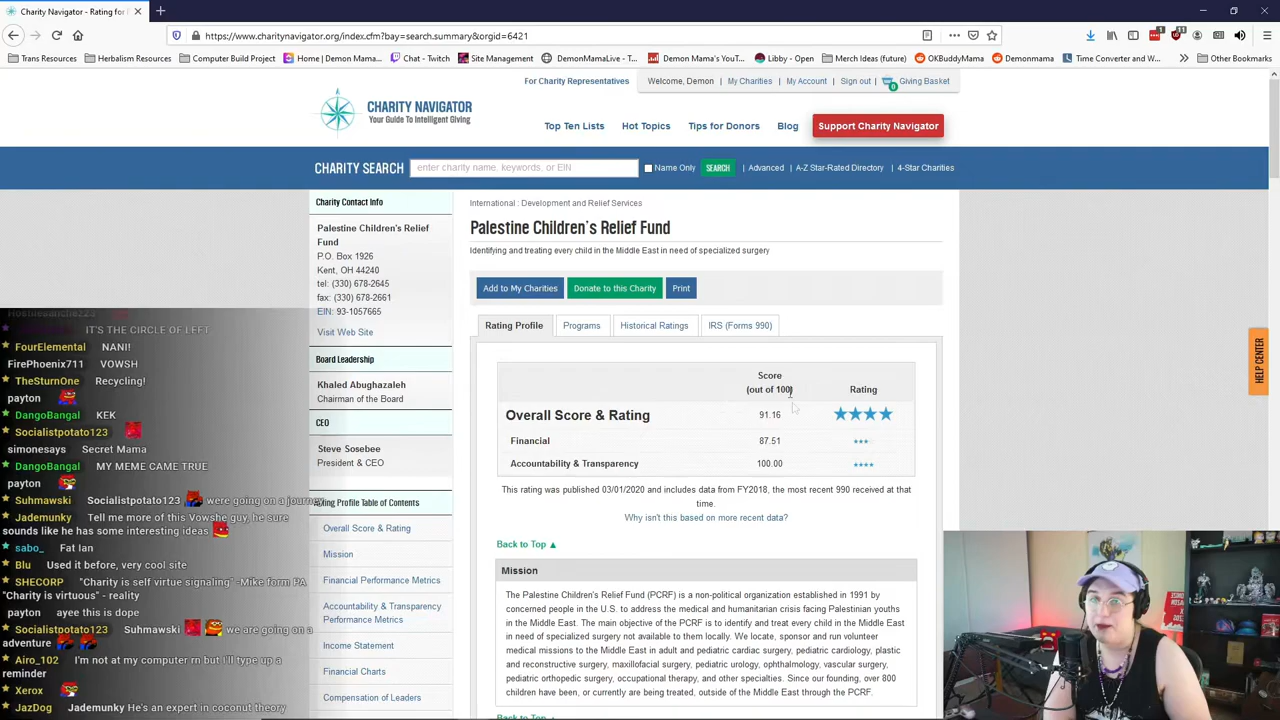 Charity Navigator - Rating for
https://www.charitynavigator.org/index.cfm?bay=search.summary&orgid=6421
Trans Resources
Herbalism Resources
Computer Build Project
Home | Demon Mama...
Chat - Twitch
Site Management
DemonMamaLive - T...
Demon Mama's YouT...
Libby - Open
Merch Ideas (future)
OKBuddyMama
Demonmama
Time Converter and W...
Other Bookmarks
For Charity Representatives
Welcome, Demon | My Charities | My Account | Sign out | 0 Giving Basket
CHARITY NAVIGATOR
Your Guide To Intelligent Giving
Top Ten Lists
Hot Topics
Tips for Donors
Blog
Support Charity Navigator
CHARITY SEARCH
enter charity name, keywords, or EIN
Name Only
SEARCH
| Advanced | A-Z Star-Rated Directory | 4-Star Charities
Charity Contact Info
Palestine Children's Relief
Fund
P.O. Box 1926
Kent, OH 44240
tel: (330) 678-2645
fax: (330) 678-2661
EIN: 93-1057665
Visit Web Site
Board Leadership
Khaled Abughazaleh
Chairman of the Board
CEO
Steve Sosebee
President & CEO
Rating Profile Table of Contents
Overall Score & Rating
Mission
Financial Performance Metrics
Accountability & Transparency
Performance Metrics
Income Statement
Financial Charts
Compensation of Leaders
International : Development and Relief Services
Palestine Children's Relief Fund
Identifying and treating every child in the Middle East in need of specialized surgery
Add to My Charities
Donate to this Charity
Print
Rating Profile
Programs
Historical Ratings
IRS (Forms 990)
Score
(out of 100)
Rating
Overall Score & Rating 91.16
Financial 87.51
Accountability & Transparency 100.00
This rating was published 03/01/2020 and includes data from FY2018, the most recent 990 received at that
time.
Why isn't this based on more recent data?
Back to Top ▲
Mission
The Palestine Children's Relief Fund (PCRF) is a non-political organization established in 1991 by
concerned people in the U.S. to address the medical and humanitarian crisis facing Palestinian youths
in the Middle East. The main objective of the PCRF is to identify and treat every child in the Middle East
in need of specialized surgery not available to them locally. We locate, sponsor and run volunteer
medical missions to the Middle East in adult and pediatric cardiac surgery, pediatric cardiology, plastic
and reconstructive surgery, maxillofacial surgery, pediatric urology, ophthalmology, vascular surgery,
pediatric orthopedic surgery, occupational therapy, and other specialties. Since our founding, over 800
children have been, or currently are being treated, outside of the Middle East through the PCRF.
Back to Top
HELP CENTER
IT'S THE CIRCLE OF LEFT
FourElemental NANI!
FirePhoenix711 VOWSH
TheSturnOne Recycling!
payton
DangoBangal KEK
Socialistpotato123
simonesays Secret Mama
DangoBangal MY MEME CAME TRUE
payton
Suhmawski Socialistpotato123 were going on a journey
Jademunky Tell me more of this Vowshe guy, he sure
sounds like he has some interesting ideas
sabo_ Fat Ian
Blu Used it before, very cool site
SHECORP "Charity is self virtue signaling" -Mike form PA
"Charity is virtuous" - reality
payton ayee this is dope
Socialistpotato123 Suhmawski we are going on a
adventure
Airo_102 I'm not at my computer rn but I'll type up a
reminder
Xerox
JazDog Jademunky He's an expert in coconut theory